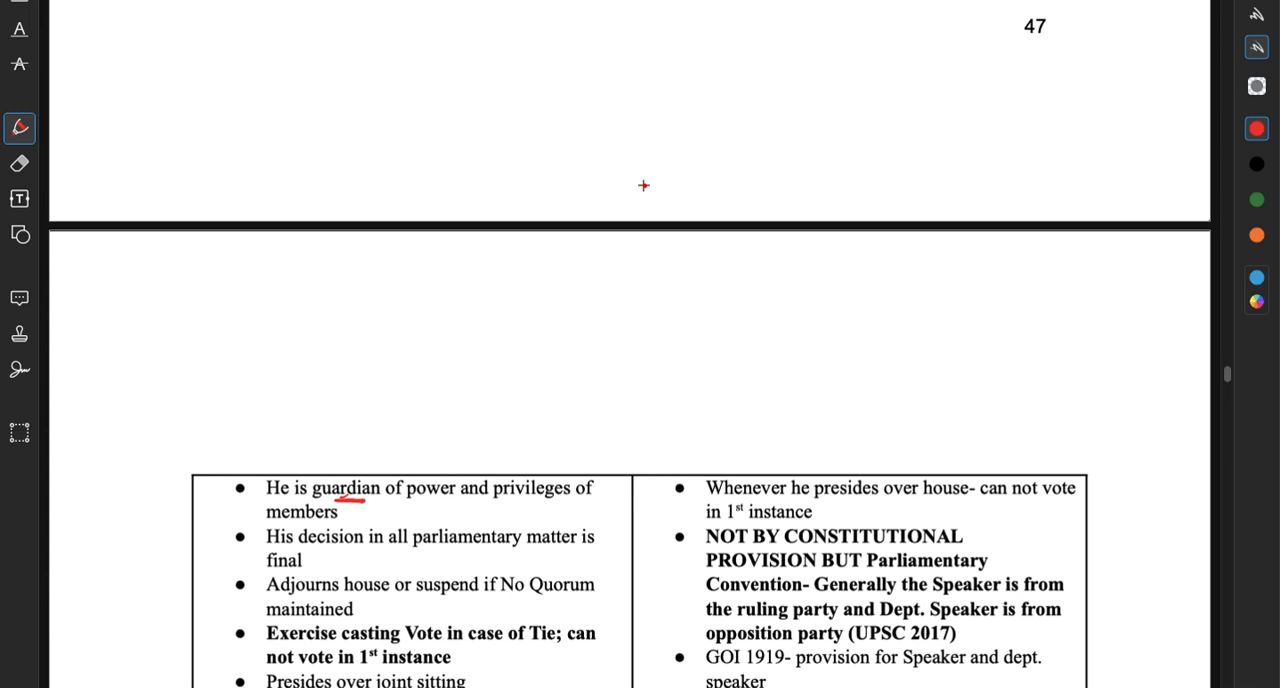 47
● He is guardian of power and privileges of
members
● His decision in all parliamentary matter is
final
● Adjourns house or suspend if No Quorum
maintained
● Exercise casting Vote in case of Tie; can
not vote in 1st instance
● Presides over joint sitting
● Whenever he presides over house- can not vote
in 1st instance
● NOT BY CONSTITUTIONAL
PROVISION BUT Parliamentary
Convention- Generally the Speaker is from
the ruling party and Dept. Speaker is from
opposition party (UPSC 2017)
● GOI 1919- provision for Speaker and dept.
speaker